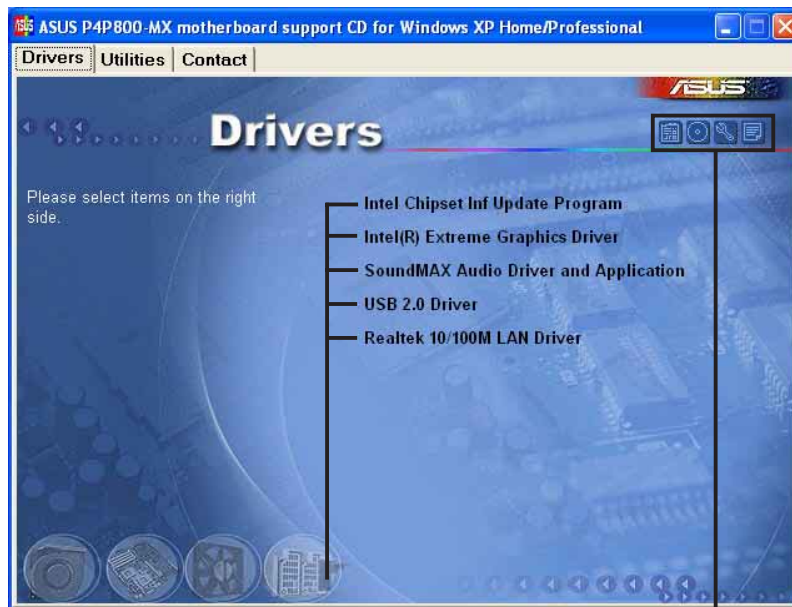 ASUS P4P800-MX motherboard support CD for Windows XP Home/Professional
Drivers Utilities Contact
ASUS
Drivers
Please select items on the right
side.
Intel Chipset Inf Update Program
Intel(R) Extreme Graphics Driver
SoundMAX Audio Driver and Application
USB 2.0 Driver
Realtek 10/100M LAN Driver